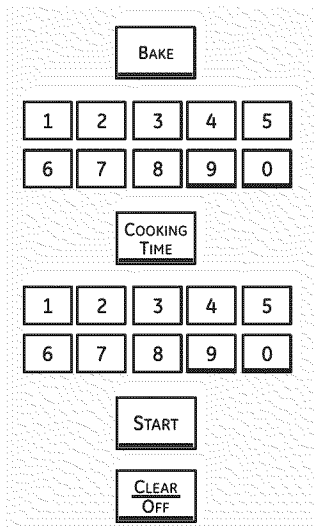 BAKE
1 2 3 4 5
6 7 8 9 0
COOKING
TIME
1 2 3 4 5
6 7 8 9 0
START
CLEAR
OFF